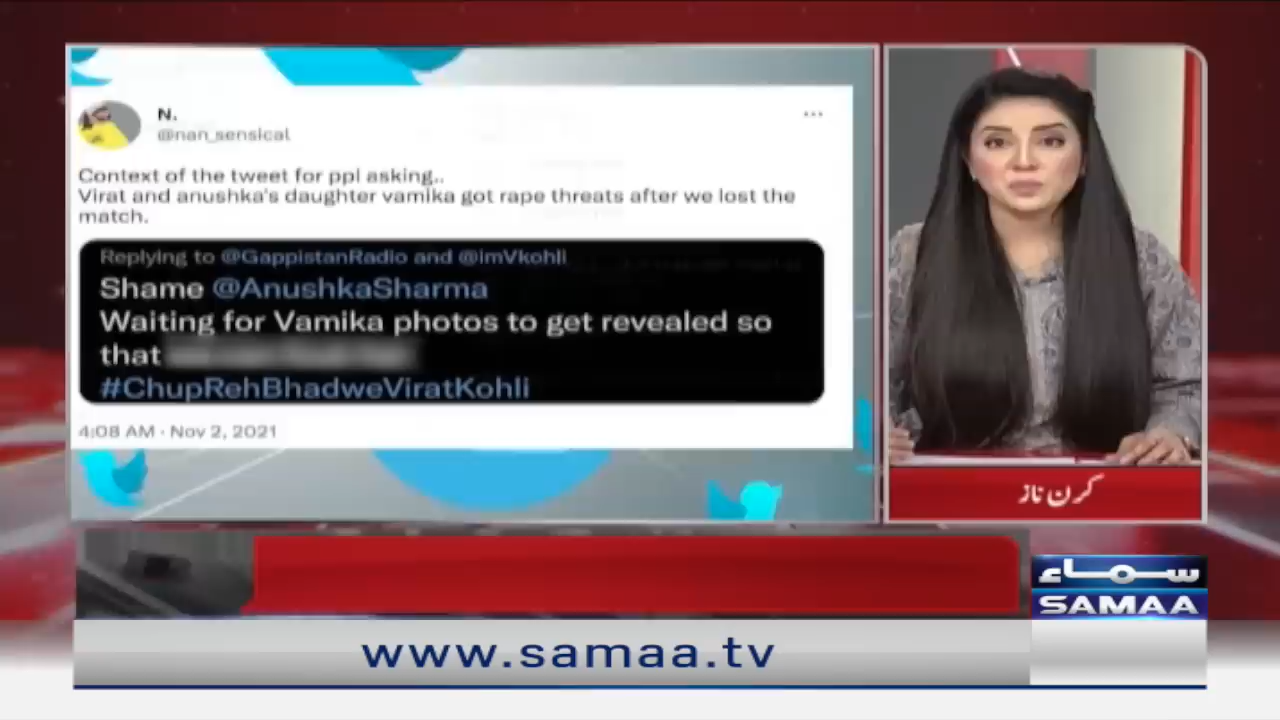 N.
@nan_sensical
Context of the tweet for ppl asking..
Virat and anushka's daughter vamika got rape threats after we lost the
match.
Replying to @GappistanRadio and @imVkohli
Shame @AnushkaSharma
Waiting for Vamika photos to get revealed so
that
#ChupRehBhadweViratKohli
4:08 AM · Nov 2, 2021
کرن ناز
سماء
SAMAA
www.samaa.tv